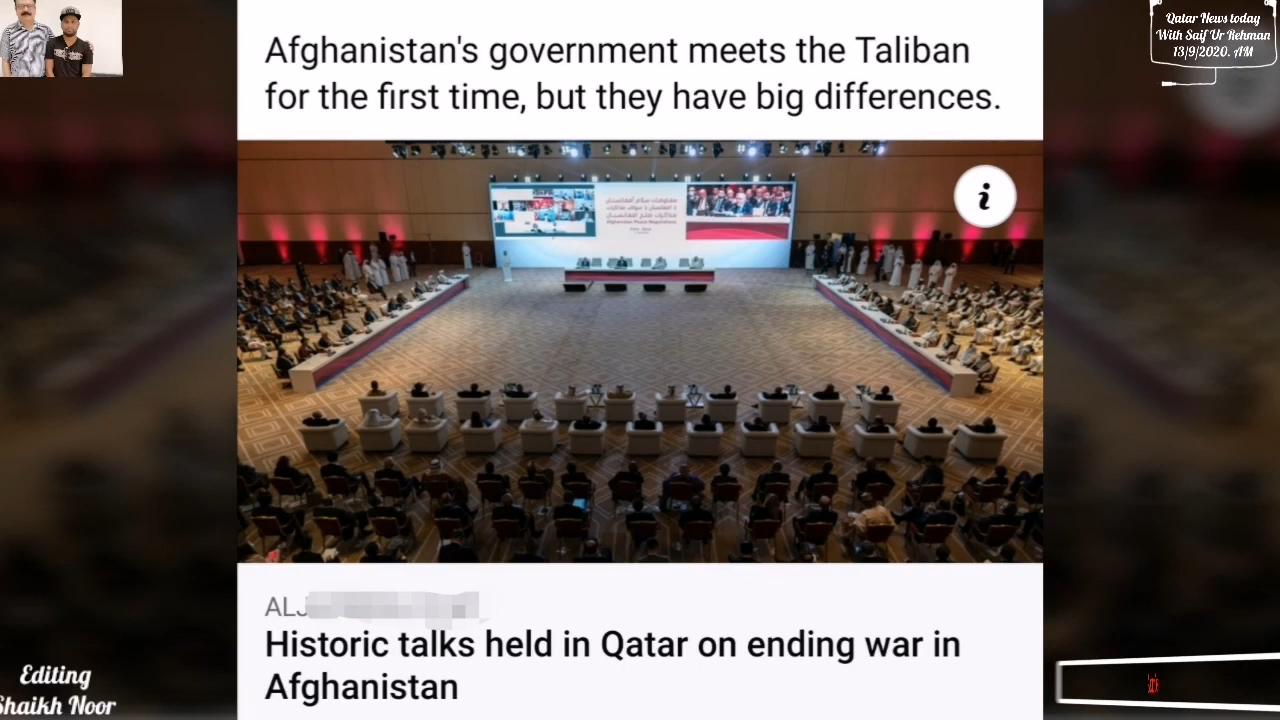 Qatar News today
With Saif Ur Rehman
13/9/2020. AM
Afghanistan's government meets the Taliban
for the first time, but they have big differences.
i
ALJ
Historic talks held in Qatar on ending war in
Afghanistan
Editing
Shaikh Noor